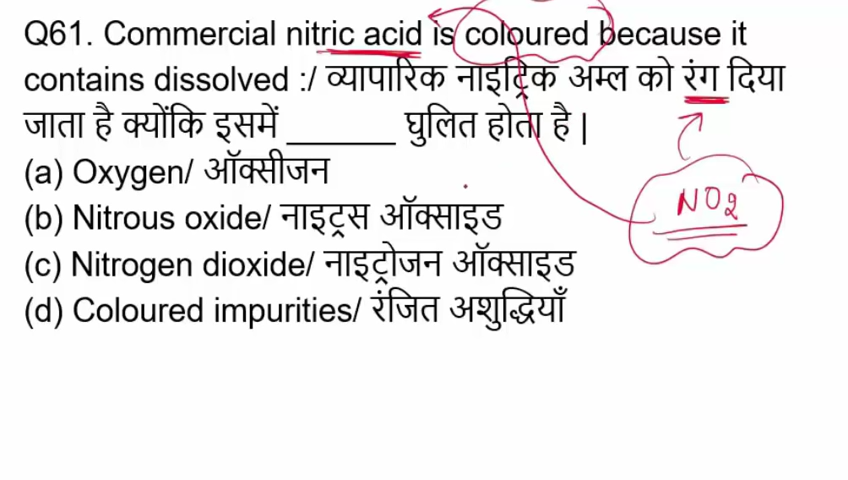 Q61. Commercial nitric acid is coloured because it
contains dissolved :/ व्यापारिक नाइट्रिक अम्ल को रंग दिया
जाता है क्योंकि इसमें ______ घुलित होता है |
(a) Oxygen/ ऑक्सीजन
(b) Nitrous oxide/ नाइट्रस ऑक्साइड
(c) Nitrogen dioxide/ नाइट्रोजन ऑक्साइड
(d) Coloured impurities/ रंजित अशुद्धियाँ
NO2